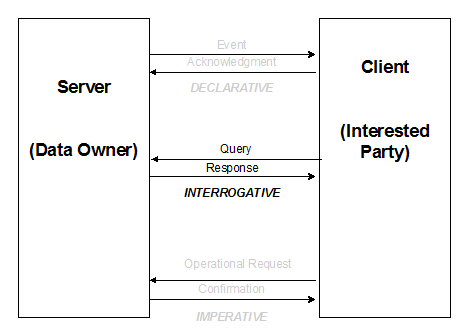 Server
(Data Owner)
Event
Acknowledgment
DECLARATIVE
Query
Response
INTERROGATIVE
Operational Request
Confirmation
IMPERATIVE
Client
(Interested
Party)